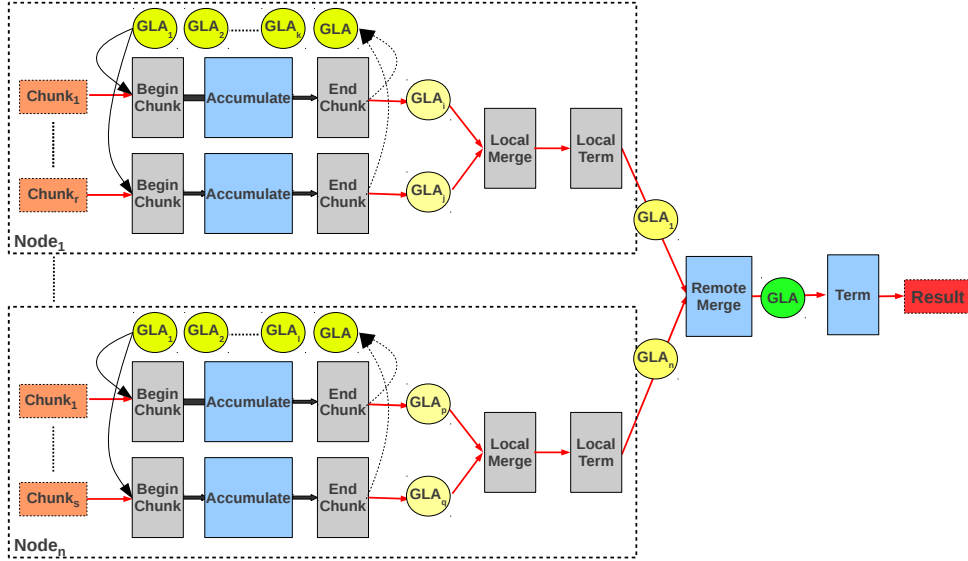 GLA₁ GLA₂ ........ GLAₖ GLA
Chunk₁
Begin
Chunk
Accumulate
End
Chunk
GLAᵢ
Local
Merge
Local
Term
Chunkᵣ
Begin
Chunk
Accumulate
End
Chunk
GLAⱼ
Node₁
GLA₁
Remote
Merge
GLA
Term
Result
GLAₙ
GLA₁ GLA₂ ........ GLAₗ GLA
Chunk₁
Begin
Chunk
Accumulate
End
Chunk
GLAₚ
Local
Merge
Local
Term
Chunkₛ
Begin
Chunk
Accumulate
End
Chunk
GLA_q
Nodeₙ